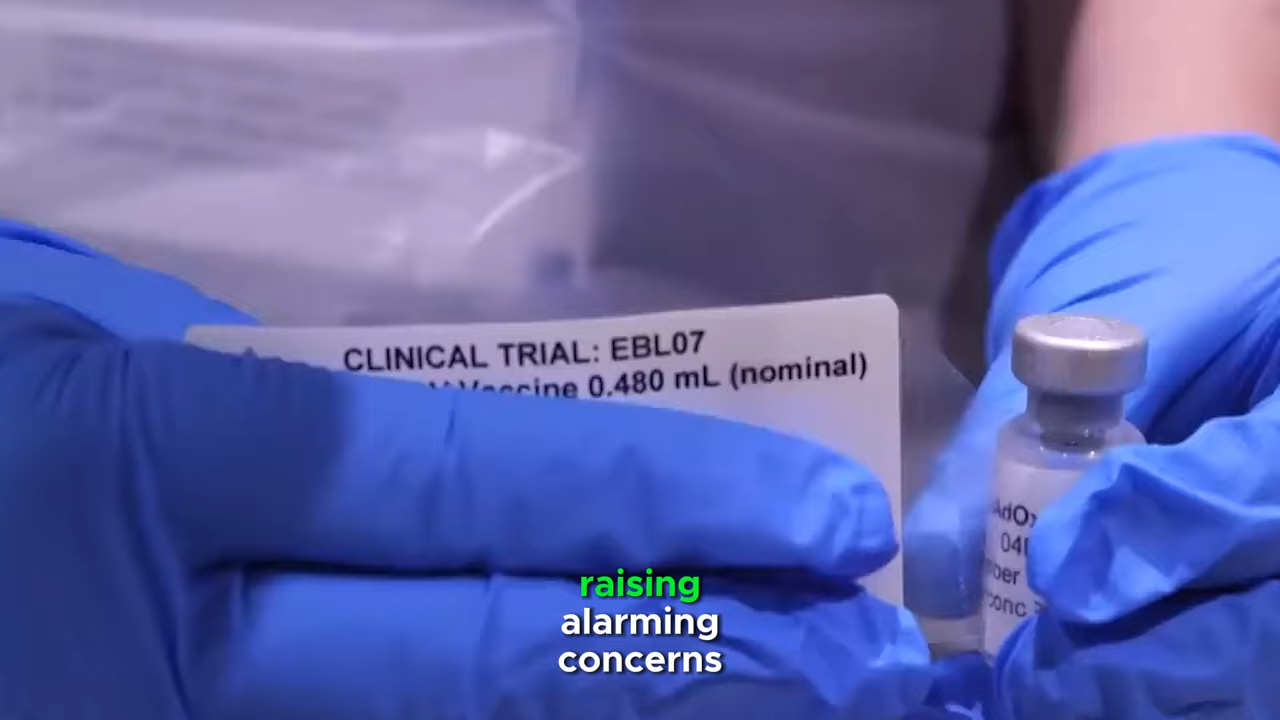 CLINICAL TRIAL: EBL07
Vaccine 0.480 mL (nominal)
raising
alarming
concerns